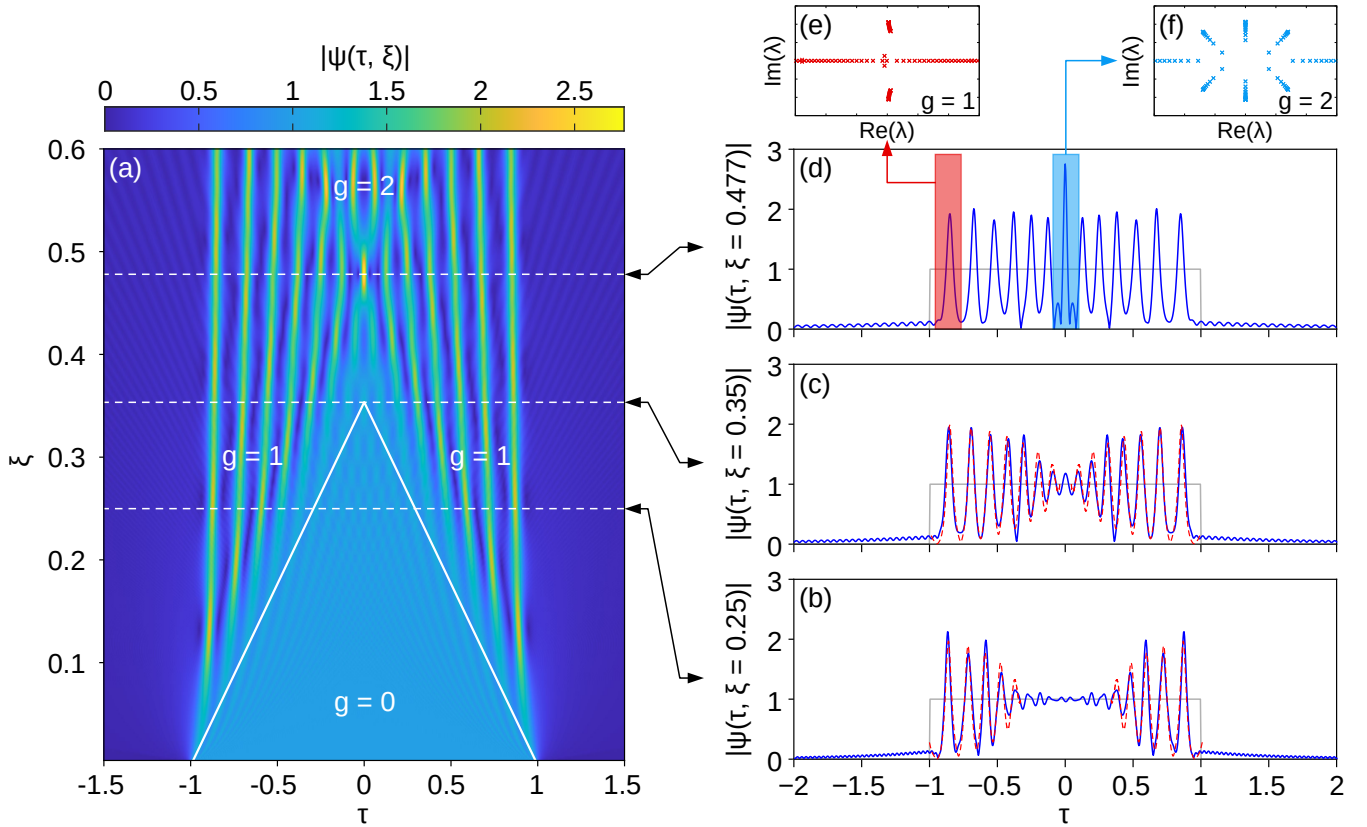 |ψ(τ, ξ)|
0 0.5 1 1.5 2 2.5
(a)
g = 2
g = 1
g = 1
g = 0
0.6
0.5
0.4
0.3
0.2
0.1
ξ
-1.5 -1 -0.5 0 0.5 1 1.5
τ
(e)
g = 1
Im(λ)
Re(λ)
(f)
g = 2
Im(λ)
Re(λ)
(d)
|ψ(τ, ξ = 0.477)|
3
2
1
0
(c)
|ψ(τ, ξ = 0.35)|
3
2
1
0
(b)
|ψ(τ, ξ = 0.25)|
3
2
1
0
−2 −1.5 −1 −0.5 0 0.5 1 1.5 2
τ